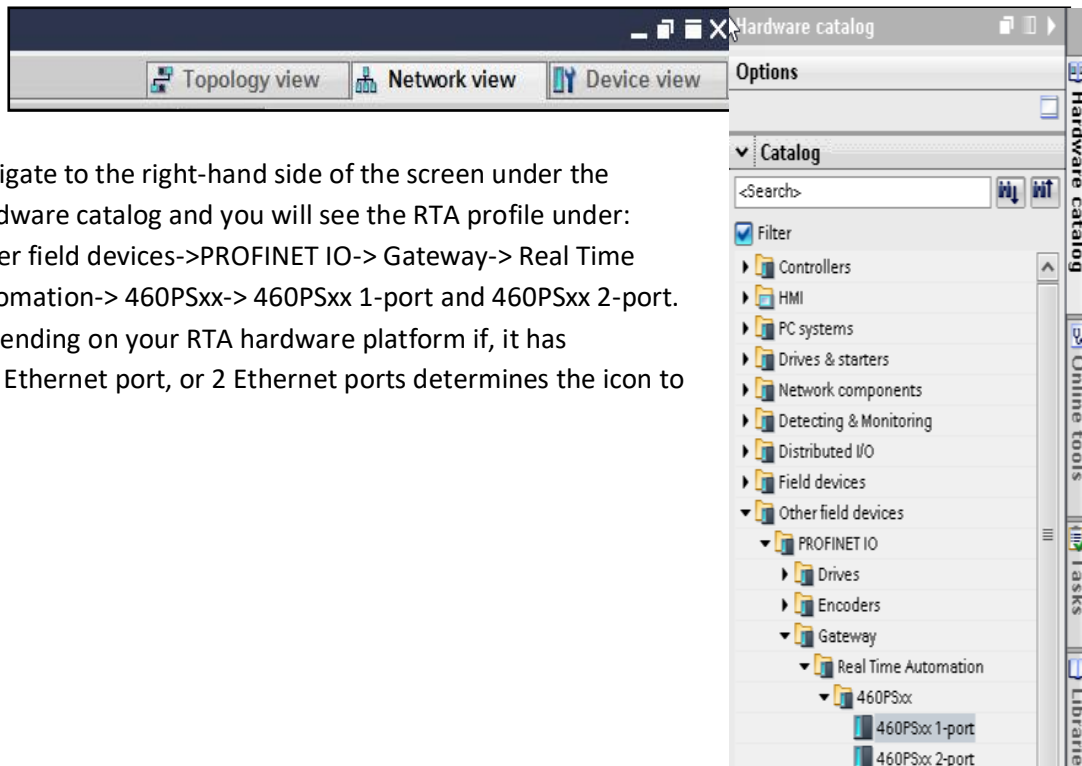 Topology view Network view Device view
igate to the right-hand side of the screen under the
dware catalog and you will see the RTA profile under:
er field devices->PROFINET IO-> Gateway-> Real Time
omation-> 460PSxx-> 460PSxx 1-port and 460PSxx 2-port.
ending on your RTA hardware platform if, it has
Ethernet port, or 2 Ethernet ports determines the icon to
Hardware catalog
Options
Catalog
<Search>
Filter
Controllers
HMI
PC systems
Drives & starters
Network components
Detecting & Monitoring
Distributed I/O
Field devices
Other field devices
PROFINET IO
Drives
Encoders
Gateway
Real Time Automation
460PSxx
460PSxx 1-port
460PSxx 2-port
Hardware catalog
Online tools
Tasks
Librarie